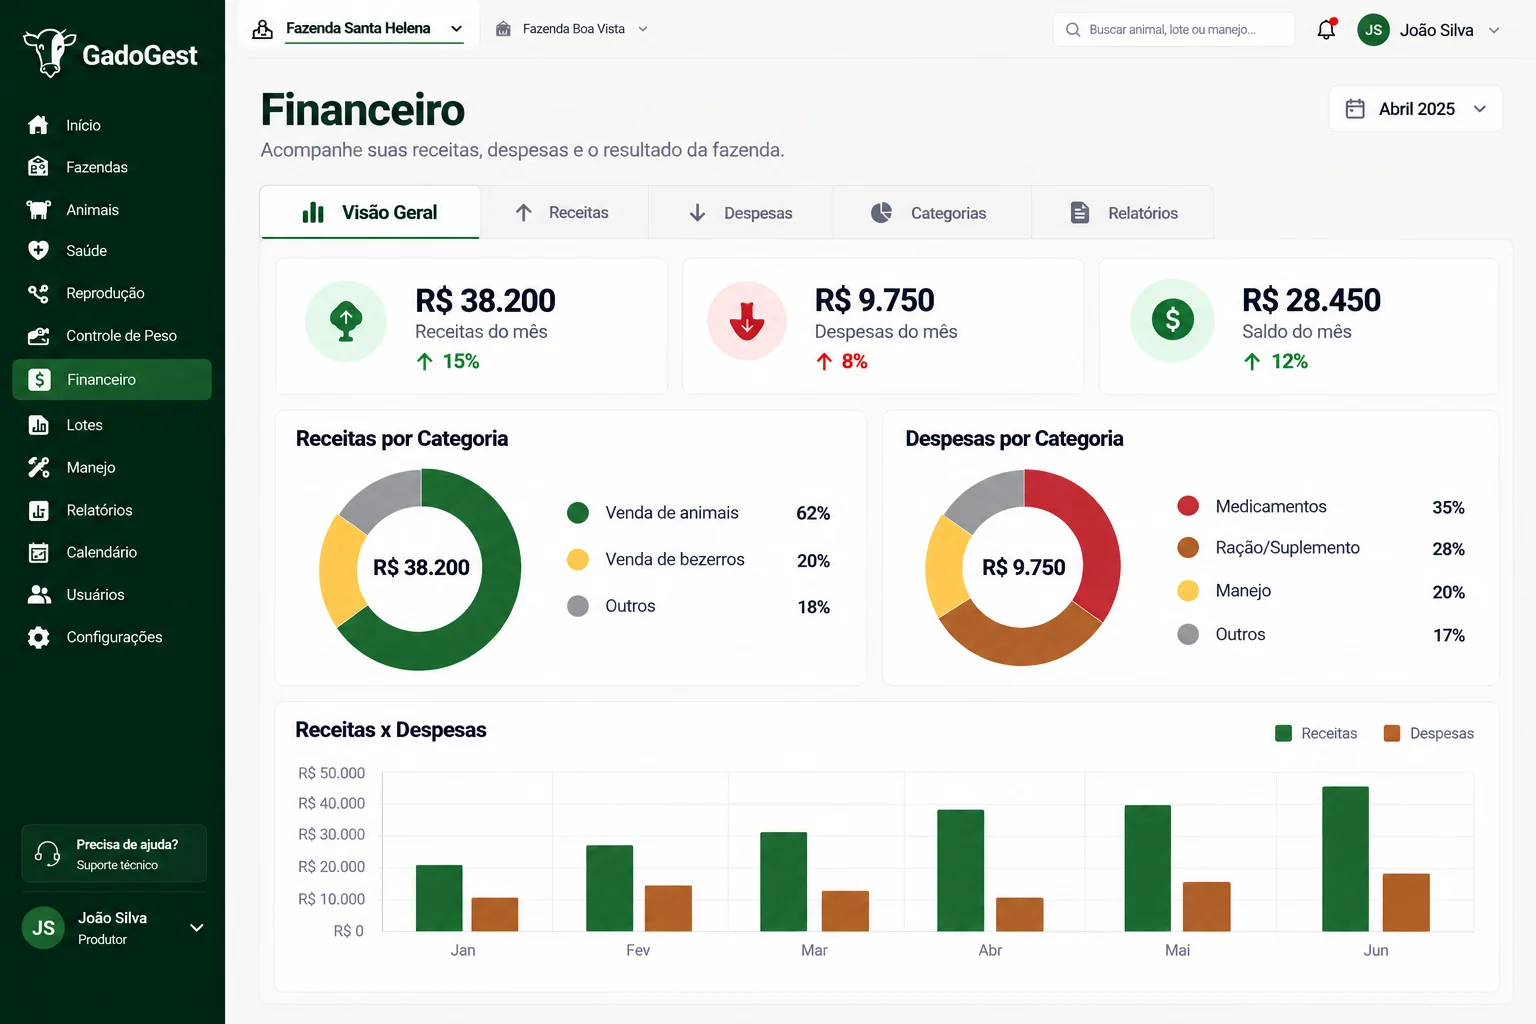 GadoGest
Início
Fazendas
Animais
Saúde
Reprodução
Controle de Peso
Financeiro
Lotes
Manejo
Relatórios
Calendário
Usuários
Configurações
Precisa de ajuda?
Suporte técnico
JS
João Silva
Produtor
Fazenda Santa Helena
Fazenda Boa Vista
Buscar animal, lote ou manejo...
JS
João Silva
Financeiro
Acompanhe suas receitas, despesas e o resultado da fazenda.
Abril 2025
Visão Geral
Receitas
Despesas
Categorias
Relatórios
R$ 38.200
Receitas do mês
↑ 15%
R$ 9.750
Despesas do mês
↑ 8%
$
R$ 28.450
Saldo do mês
↑ 12%
Receitas por Categoria
R$ 38.200
Venda de animais 62%
Venda de bezerros 20%
Outros 18%
Despesas por Categoria
R$ 9.750
Medicamentos 35%
Ração/Suplemento 28%
Manejo 20%
Outros 17%
Receitas x Despesas
Receitas
Despesas
R$ 50.000
R$ 40.000
R$ 30.000
R$ 20.000
R$ 10.000
R$ 0
Jan
Fev
Mar
Abr
Mai
Jun